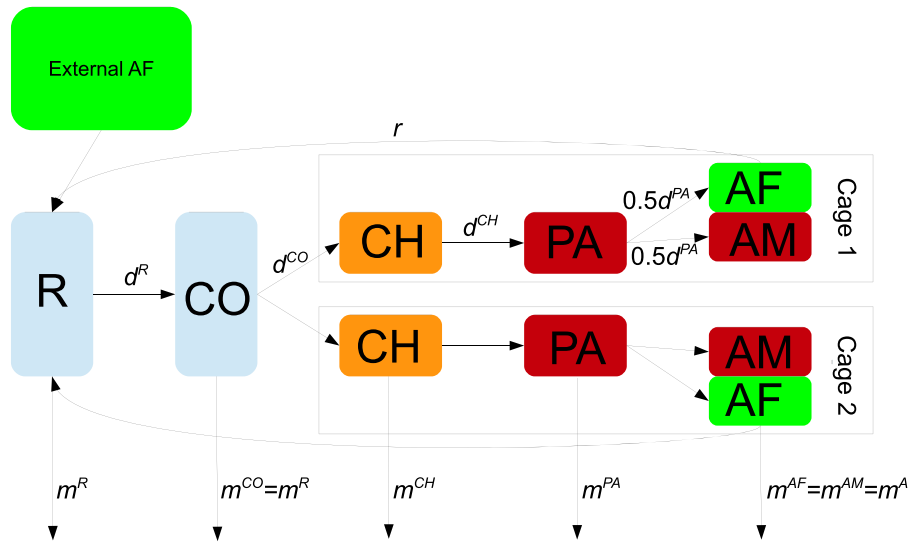 External AF
r
R
d^R
CO
d^CO
CH
d^CH
PA
0.5d^PA
0.5d^PA
AF
AM
Cage 1
CH
PA
AM
AF
Cage 2
m^R
m^CO=m^R
m^CH
m^PA
m^AF=m^AM=m^A